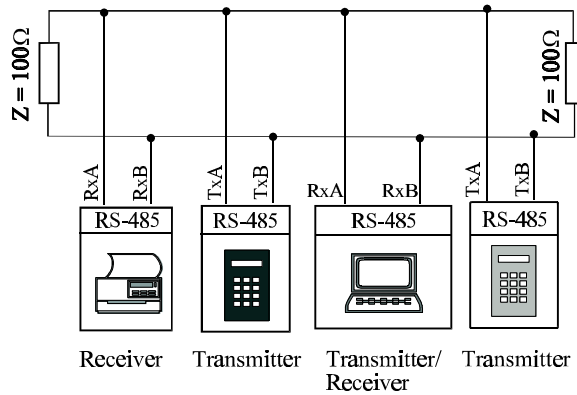 Z = 100Ω
Z = 100Ω
RxA
RxB
TxA
TxB
RxA
RxB
TxA
TxB
RS-485
RS-485
RS-485
RS-485
Receiver
Transmitter
Transmitter/
Receiver
Transmitter